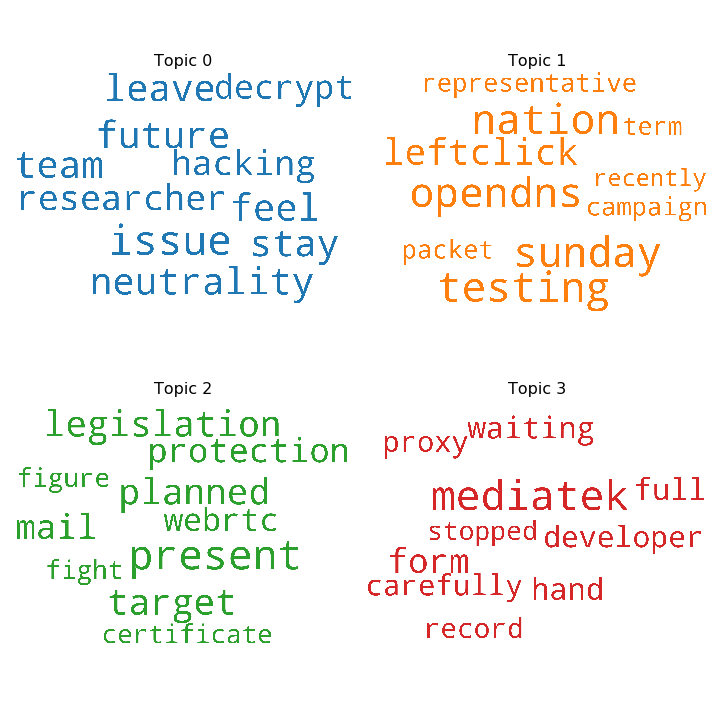 Topic 0
leave decrypt
future
team hacking
researcher feel
issue stay
neutrality
Topic 1
representative
nation term
leftclick
recently
opendns campaign
packet sunday
testing
Topic 2
legislation
protection
figure planned
mail webrtc
fight present
target
certificate
Topic 3
proxy waiting
mediatek full
stopped developer
form
carefully hand
record